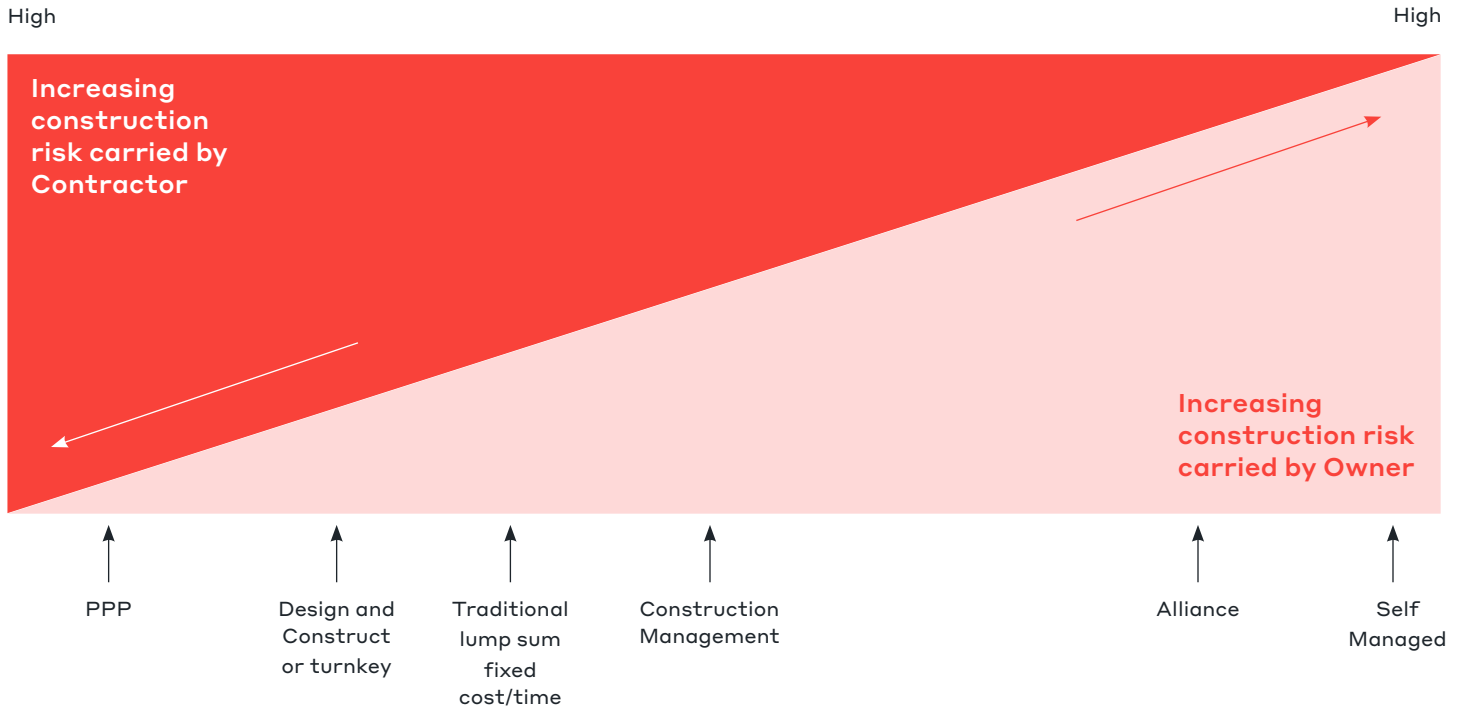 High
High
Increasing
construction
risk carried by
Contractor
Increasing
construction risk
carried by Owner
PPP
Design and
Construct
or turnkey
Traditional
lump sum
fixed
cost/time
Construction
Management
Alliance
Self
Managed